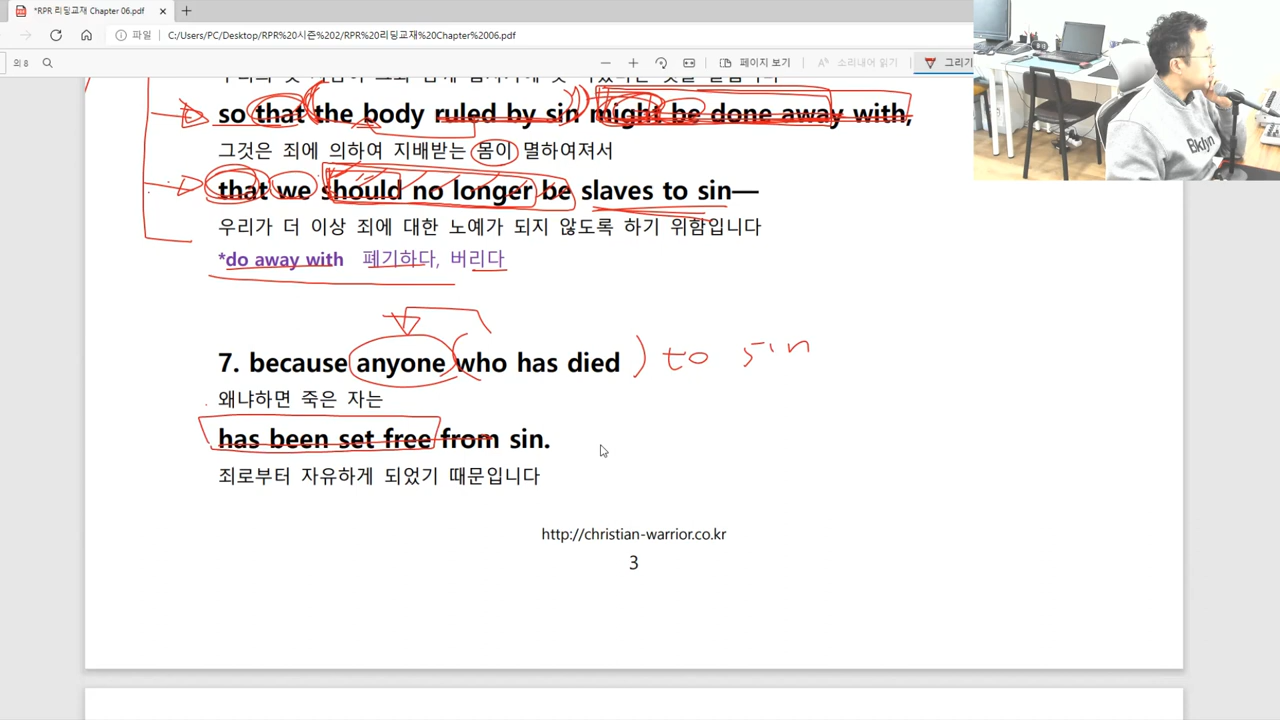 *RPR 리딩교재 Chapter 06.pdf
파일 C:/Users/PC/Desktop/RPR%20시즌%202/RPR%20리딩교재%20Chapter%2006.pdf
외 8 페이지 보기 소리내어 읽기 그리기
so that the body ruled by sin might be done away with,
그것은 죄에 의하여 지배받는 몸이 멸하여져서
that we should no longer be slaves to sin—
우리가 더 이상 죄에 대한 노예가 되지 않도록 하기 위함입니다
*do away with 폐기하다, 버리다
7. because anyone who has died ) to sin
왜냐하면 죽은 자는
has been set free from sin.
죄로부터 자유하게 되었기 때문입니다
http://christian-warrior.co.kr
3
Bklyn